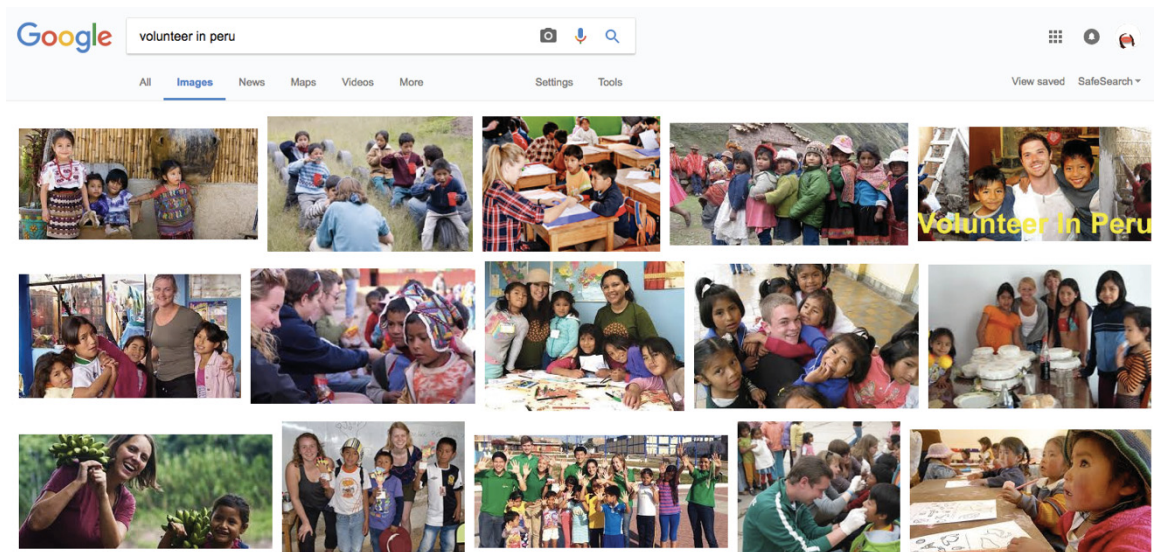 Google
volunteer in peru
All Images News Maps Videos More Settings Tools View saved SafeSearch
Volunteer In Peru